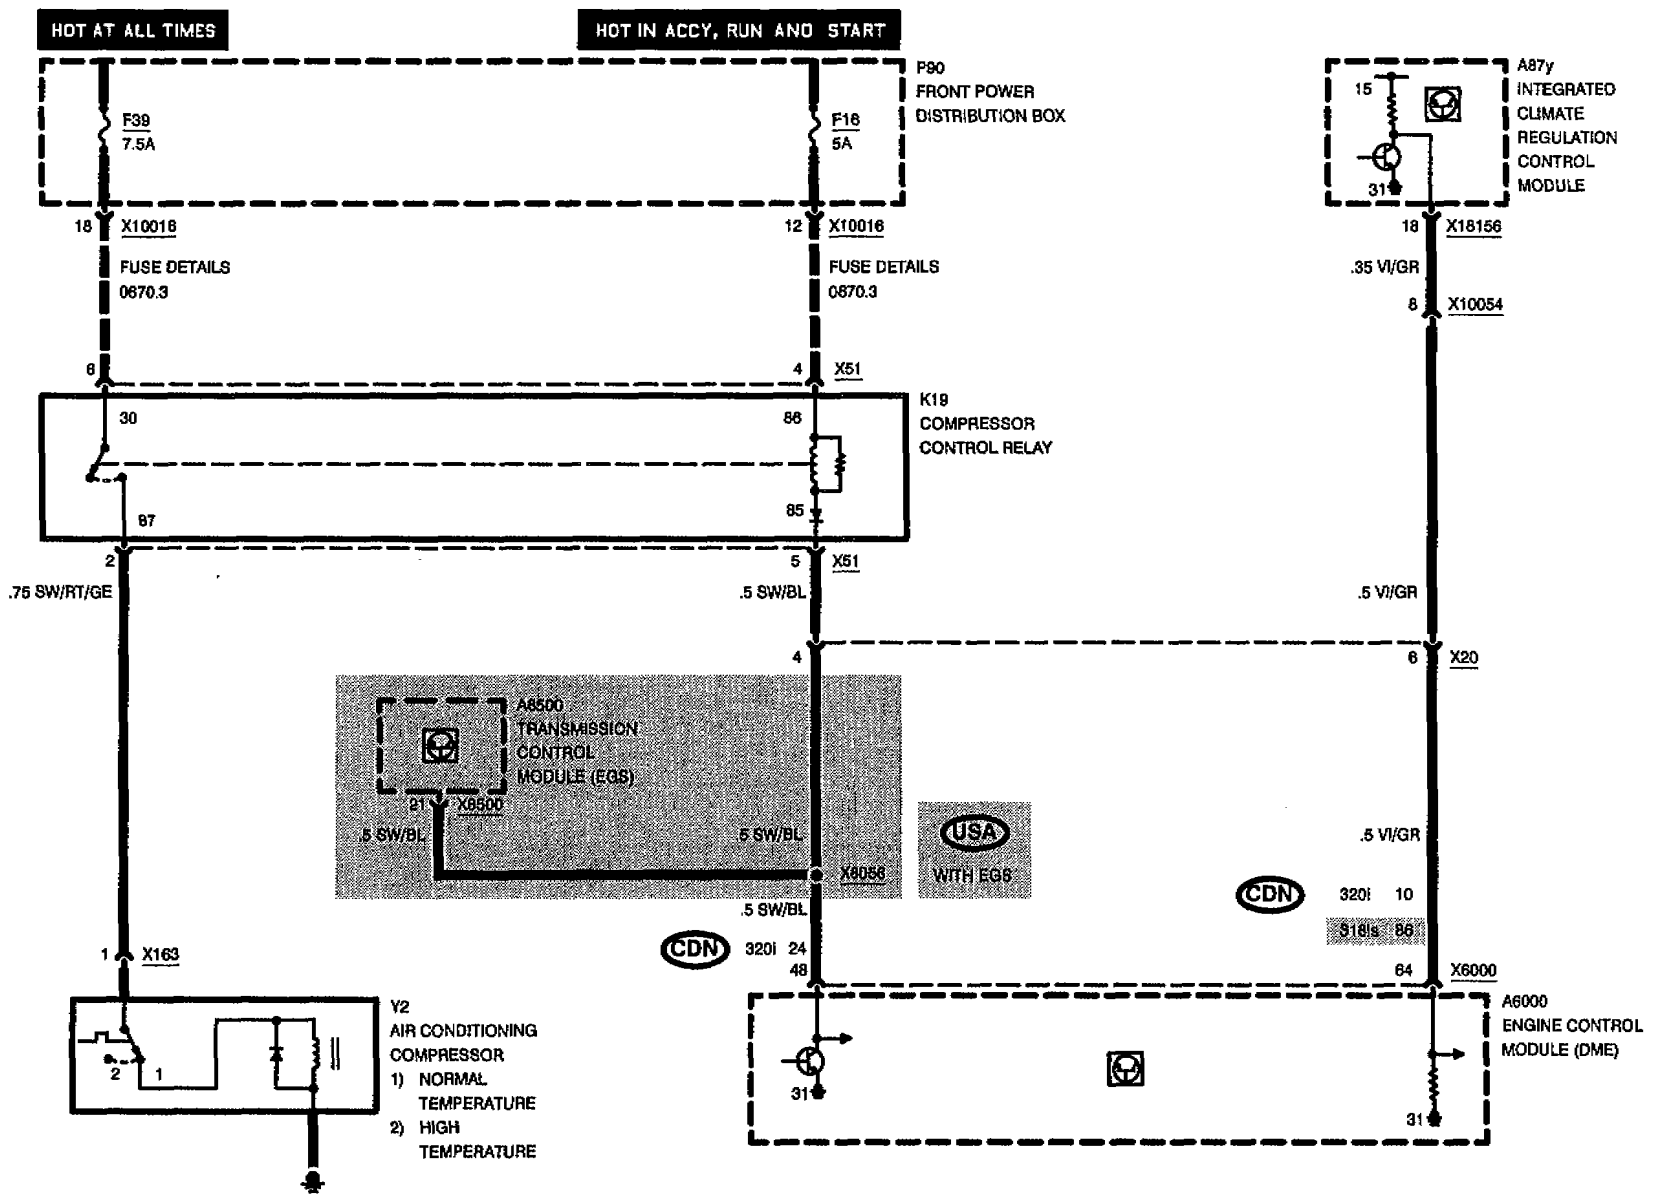 HOT AT ALL TIMES
HOT IN ACCY, RUN AND START
P90
FRONT POWER
DISTRIBUTION BOX
F39
7.5A
F16
5A
A87y
INTEGRATED
CLIMATE
REGULATION
CONTROL
MODULE
15
31
18 X10016
12 X10016
18 X18156
FUSE DETAILS
0670.3
FUSE DETAILS
0670.3
.35 VI/GR
8 X10054
6
4 X51
K19
COMPRESSOR
CONTROL RELAY
30
86
85
87
2
5 X51
.75 SW/RT/GE
.5 SW/BL
.5 VI/GR
4
6 X20
A8500
TRANSMISSION
CONTROL
MODULE (EGS)
21 X8500
.5 SW/BL
.5 SW/BL
X6056
USA
WITH EGS
.5 VI/GR
.5 SW/BL
CDN 320i 24
48
CDN 320i 10
318is 86
64 X6000
1 X163
Y2
AIR CONDITIONING
COMPRESSOR
1) NORMAL
TEMPERATURE
2) HIGH
TEMPERATURE
2 1
31
31
A6000
ENGINE CONTROL
MODULE (DME)